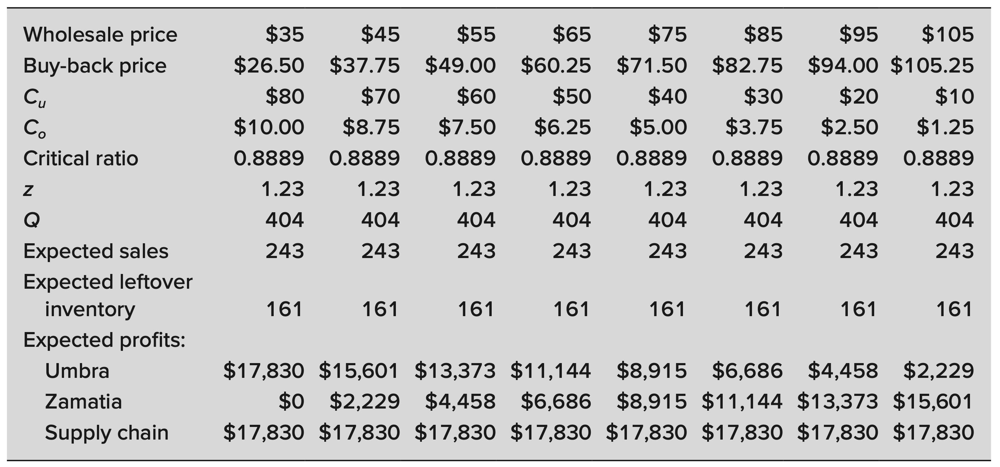 Wholesale price $35 $45 $55 $65 $75 $85 $95 $105
Buy-back price $26.50 $37.75 $49.00 $60.25 $71.50 $82.75 $94.00 $105.25
Cu $80 $70 $60 $50 $40 $30 $20 $10
Co $10.00 $8.75 $7.50 $6.25 $5.00 $3.75 $2.50 $1.25
Critical ratio 0.8889 0.8889 0.8889 0.8889 0.8889 0.8889 0.8889 0.8889
z 1.23 1.23 1.23 1.23 1.23 1.23 1.23 1.23
Q 404 404 404 404 404 404 404 404
Expected sales 243 243 243 243 243 243 243 243
Expected leftover
inventory 161 161 161 161 161 161 161 161
Expected profits:
Umbra $17,830 $15,601 $13,373 $11,144 $8,915 $6,686 $4,458 $2,229
Zamatia $0 $2,229 $4,458 $6,686 $8,915 $11,144 $13,373 $15,601
Supply chain $17,830 $17,830 $17,830 $17,830 $17,830 $17,830 $17,830 $17,830